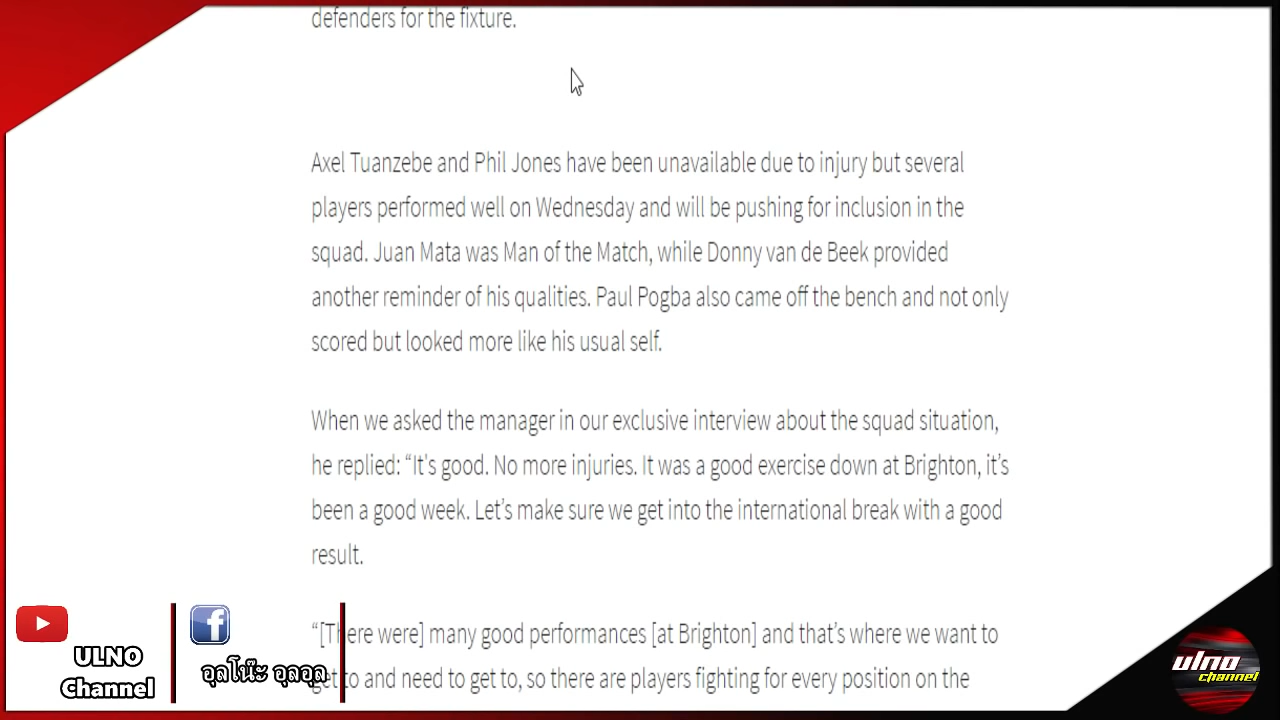 defenders for the fixture.
Axel Tuanzebe and Phil Jones have been unavailable due to injury but several
players performed well on Wednesday and will be pushing for inclusion in the
squad. Juan Mata was Man of the Match, while Donny van de Beek provided
another reminder of his qualities. Paul Pogba also came off the bench and not only
scored but looked more like his usual self.
When we asked the manager in our exclusive interview about the squad situation,
he replied: “It's good. No more injuries. It was a good exercise down at Brighton, it’s
been a good week. Let’s make sure we get into the international break with a good
result.
“[There were] many good performances [at Brighton] and that’s where we want to
get to and need to get to, so there are players fighting for every position on the
ULNO
Channel
f
อุลโน๊ะ อุลอุล
ulno
channel